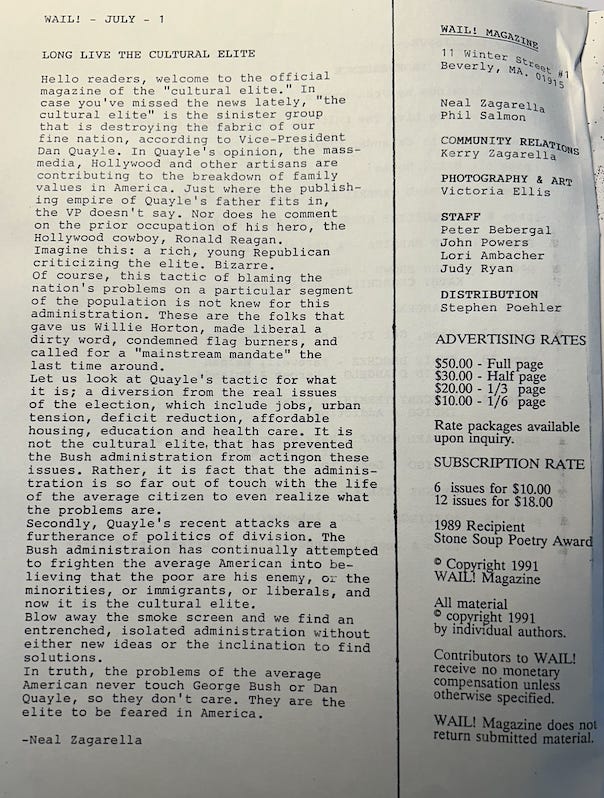 WAIL! - JULY - 1
LONG LIVE THE CULTURAL ELITE
Hello readers, welcome to the official
magazine of the "cultural elite." In
case you've missed the news lately, "the
cultural elite" is the sinister group
that is destroying the fabric of our
fine nation, according to Vice-President
Dan Quayle. In Quayle's opinion, the mass-
media, Hollywood and other artisans are
contributing to the breakdown of family
values in America. Just where the publish-
ing empire of Quayle's father fits in,
the VP doesn't say. Nor does he comment
on the prior occupation of his hero, the
Hollywood cowboy, Ronald Reagan.
Imagine this: a rich, young Republican
criticizing the elite. Bizarre.
Of course, this tactic of blaming the
nation's problems on a particular segment
of the population is not knew for this
administration. These are the folks that
gave us Willie Horton, made liberal a
dirty word, condemned flag burners, and
called for a "mainstream mandate" the
last time around.
Let us look at Quayle's tactic for what
it is; a diversion from the real issues
of the election, which include jobs, urban
tension, deficit reduction, affordable
housing, education and health care. It is
not the cultural elite, that has prevented
the Bush administration from actingon these
issues. Rather, it is fact that the adminis-
tration is so far out of touch with the life
of the average citizen to even realize what
the problems are.
Secondly, Quayle's recent attacks are a
furtherance of politics of division. The
Bush administraion has continually attempted
to frighten the average American into be-
lieving that the poor are his enemy, or the
minorities, or immigrants, or liberals, and
now it is the cultural elite.
Blow away the smoke screen and we find an
entrenched, isolated administration without
either new ideas or the inclination to find
solutions.
In truth, the problems of the average
American never touch George Bush or Dan
Quayle, so they don't care. They are the
elite to be feared in America.
-Neal Zagarella
WAIL! MAGAZINE
11 Winter Street #1
Beverly, MA. 01915
Neal Zagarella
Phil Salmon
COMMUNITY RELATIONS
Kerry Zagarella
PHOTOGRAPHY & ART
Victoria Ellis
STAFF
Peter Bebergal
John Powers
Lori Ambacher
Judy Ryan
DISTRIBUTION
Stephen Poehler
ADVERTISING RATES
$50.00 - Full page
$30.00 - Half page
$20.00 - 1/3 page
$10.00 - 1/6 page
Rate packages available
upon inquiry.
SUBSCRIPTION RATE
6 issues for $10.00
12 issues for $18.00
1989 Recipient
Stone Soup Poetry Award
© Copyright 1991
WAIL! Magazine
All material
© copyright 1991
by individual authors.
Contributors to WAIL!
receive no monetary
compensation unless
otherwise specified.
WAIL! Magazine does not
return submitted material.